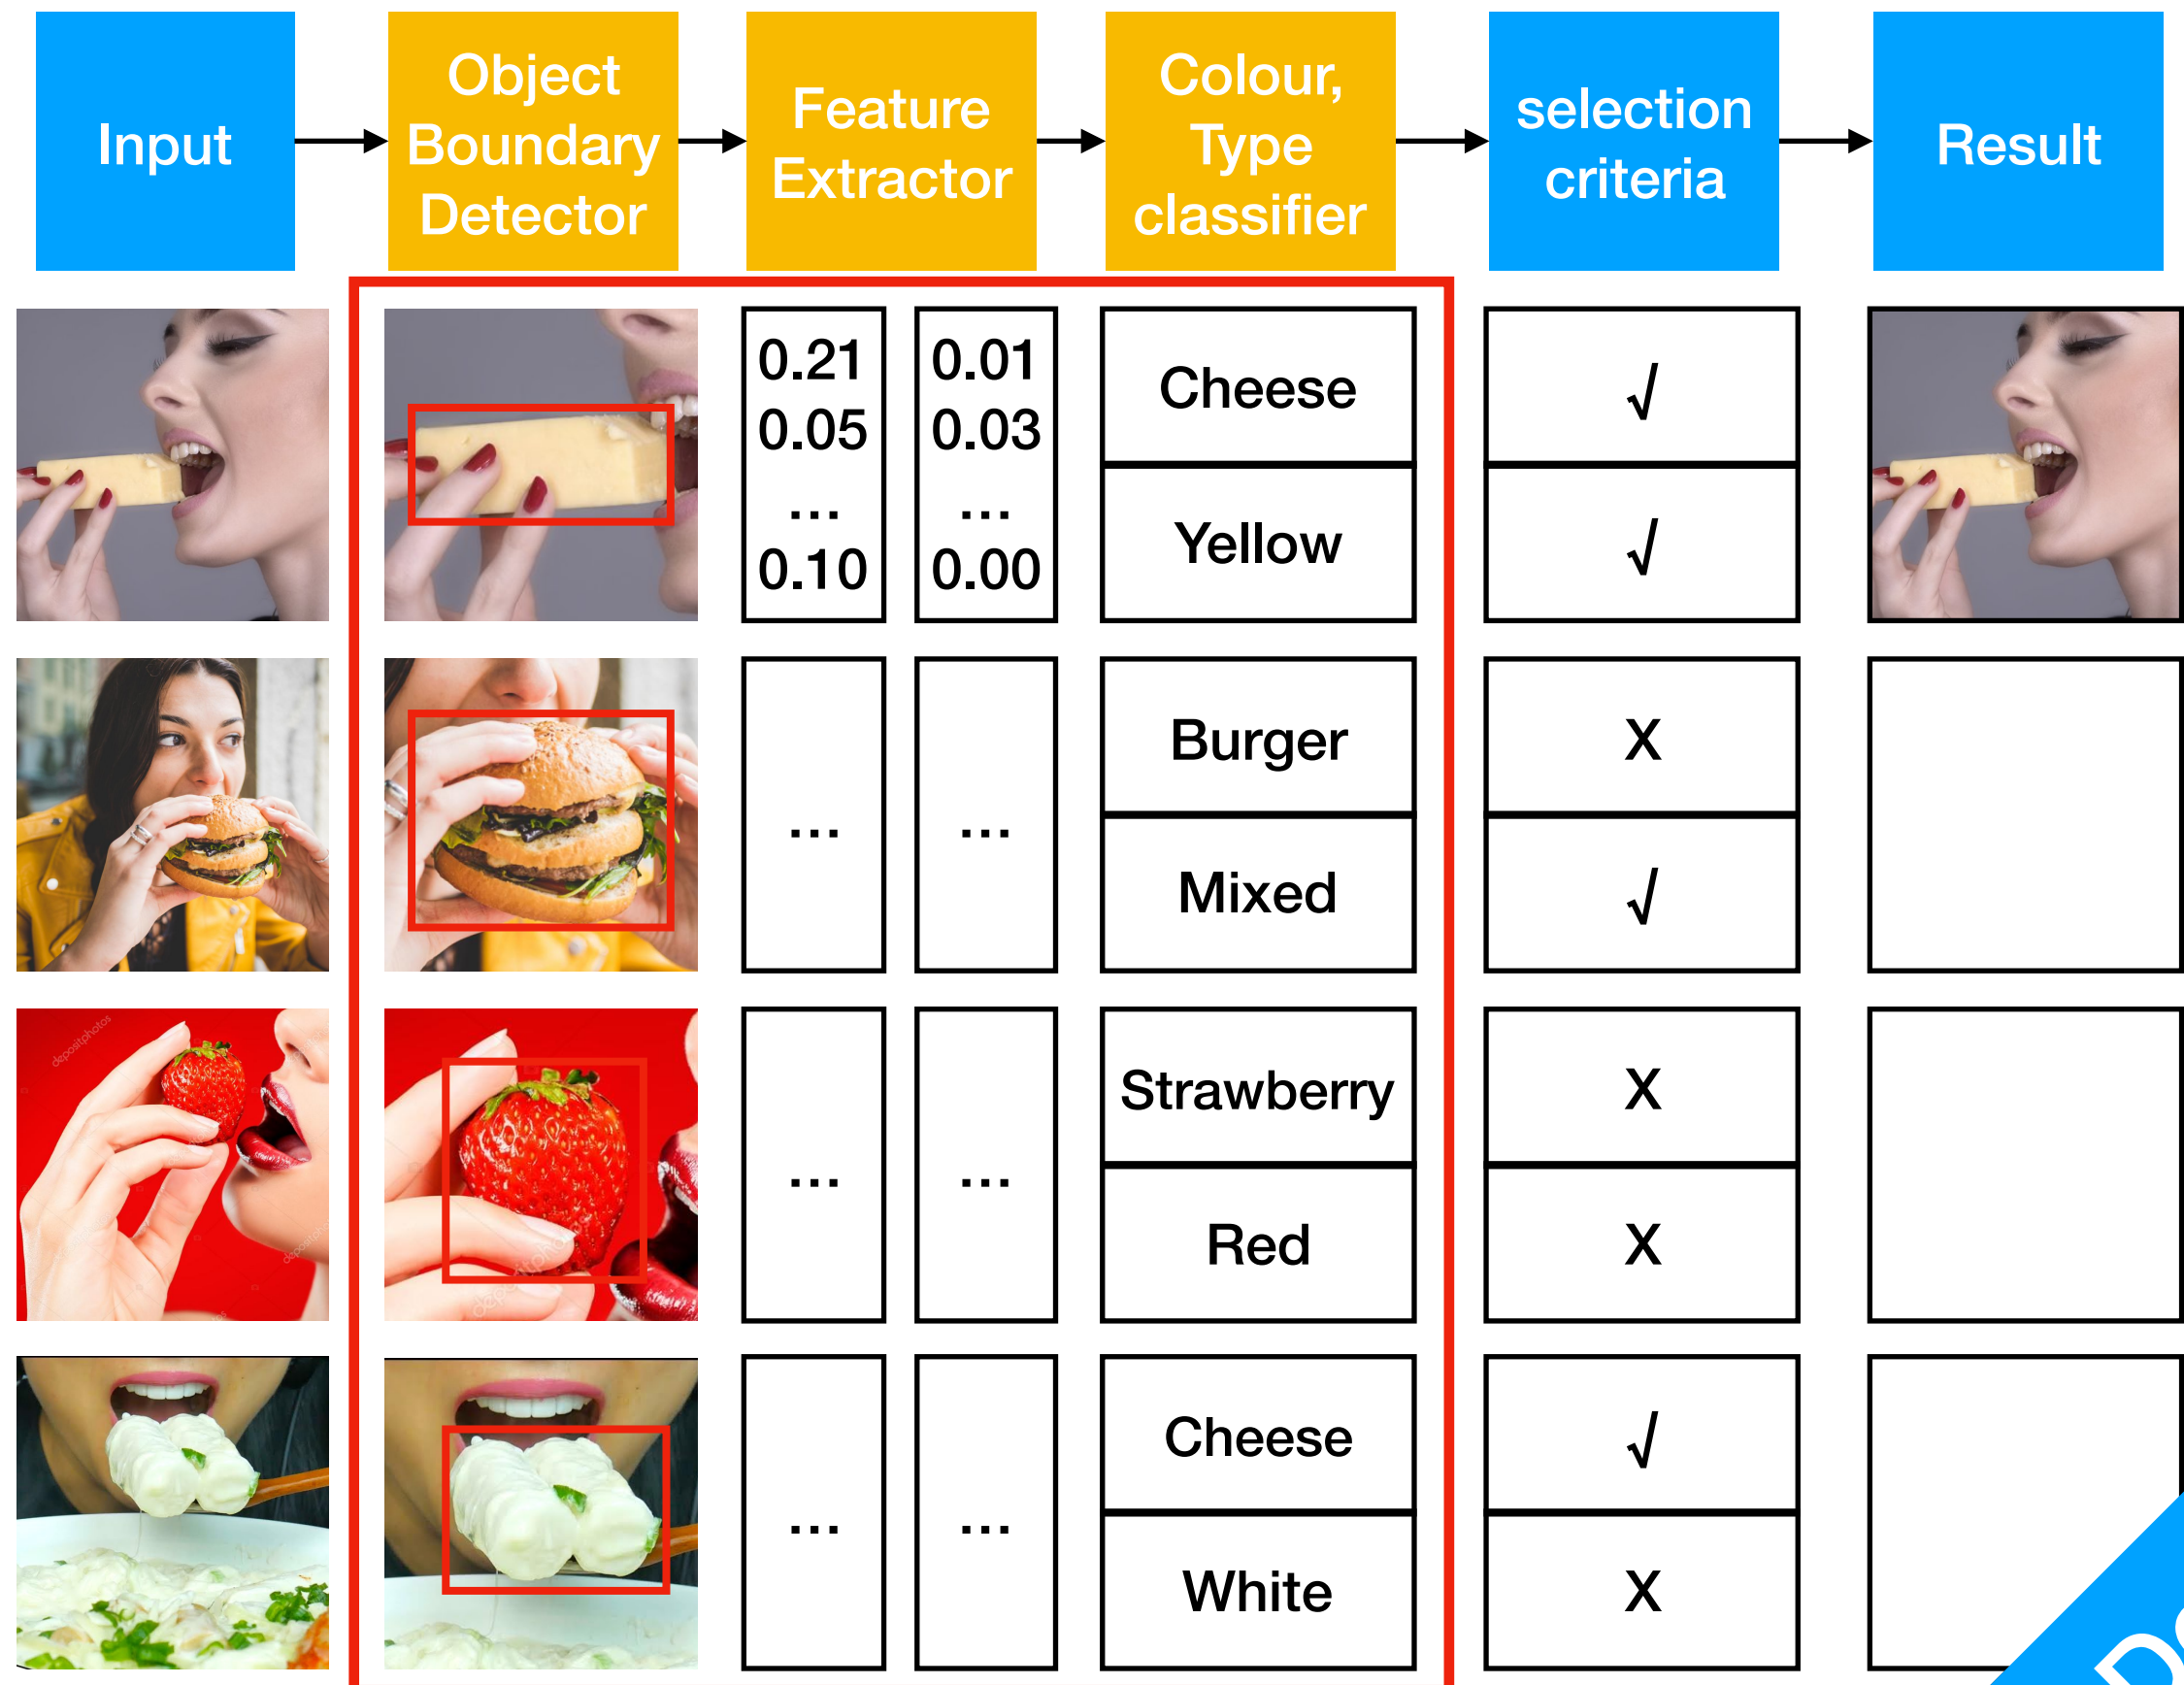 Input
Object
Boundary
Detector
Feature
Extractor
Colour,
Type
classifier
selection
criteria
Result
0.21
0.05
...
0.10
0.01
0.03
...
0.00
Cheese
Yellow
√
√
...
...
Burger
Mixed
X
√
depositphotos
...
...
Strawberry
Red
X
X
...
...
Cheese
White
√
X